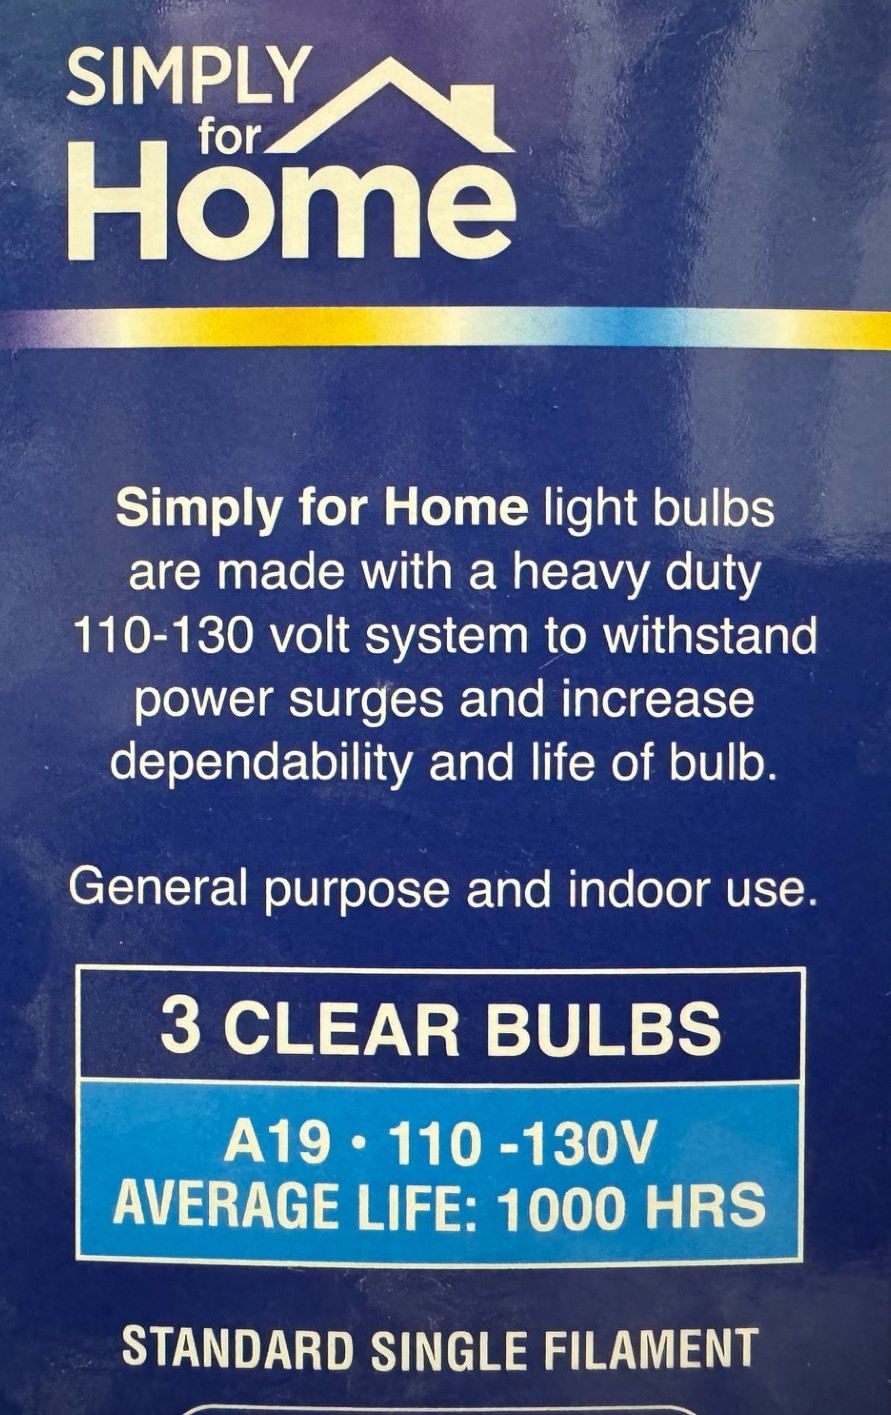 SIMPLY
for
Home
Simply for Home light bulbs
are made with a heavy duty
110-130 volt system to withstand
power surges and increase
dependability and life of bulb.
General purpose and indoor use.
3 CLEAR BULBS
A19 • 110 -130V
AVERAGE LIFE: 1000 HRS
STANDARD SINGLE FILAMENT